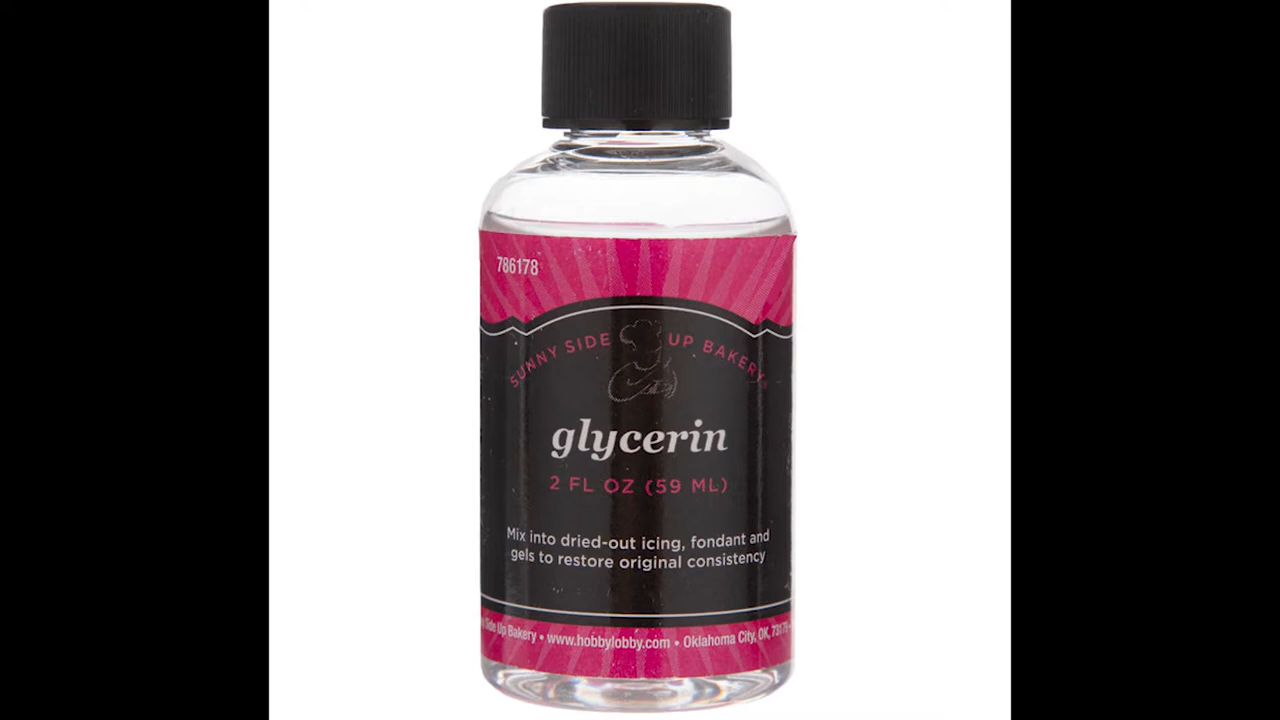 786178
SUNNY SIDE UP BAKERY®
glycerin
2 FL OZ (59 ML)
Mix into dried-out icing, fondant and
gels to restore original consistency
Side Up Bakery • www.hobbylobby.com • Oklahoma City, OK, 73179